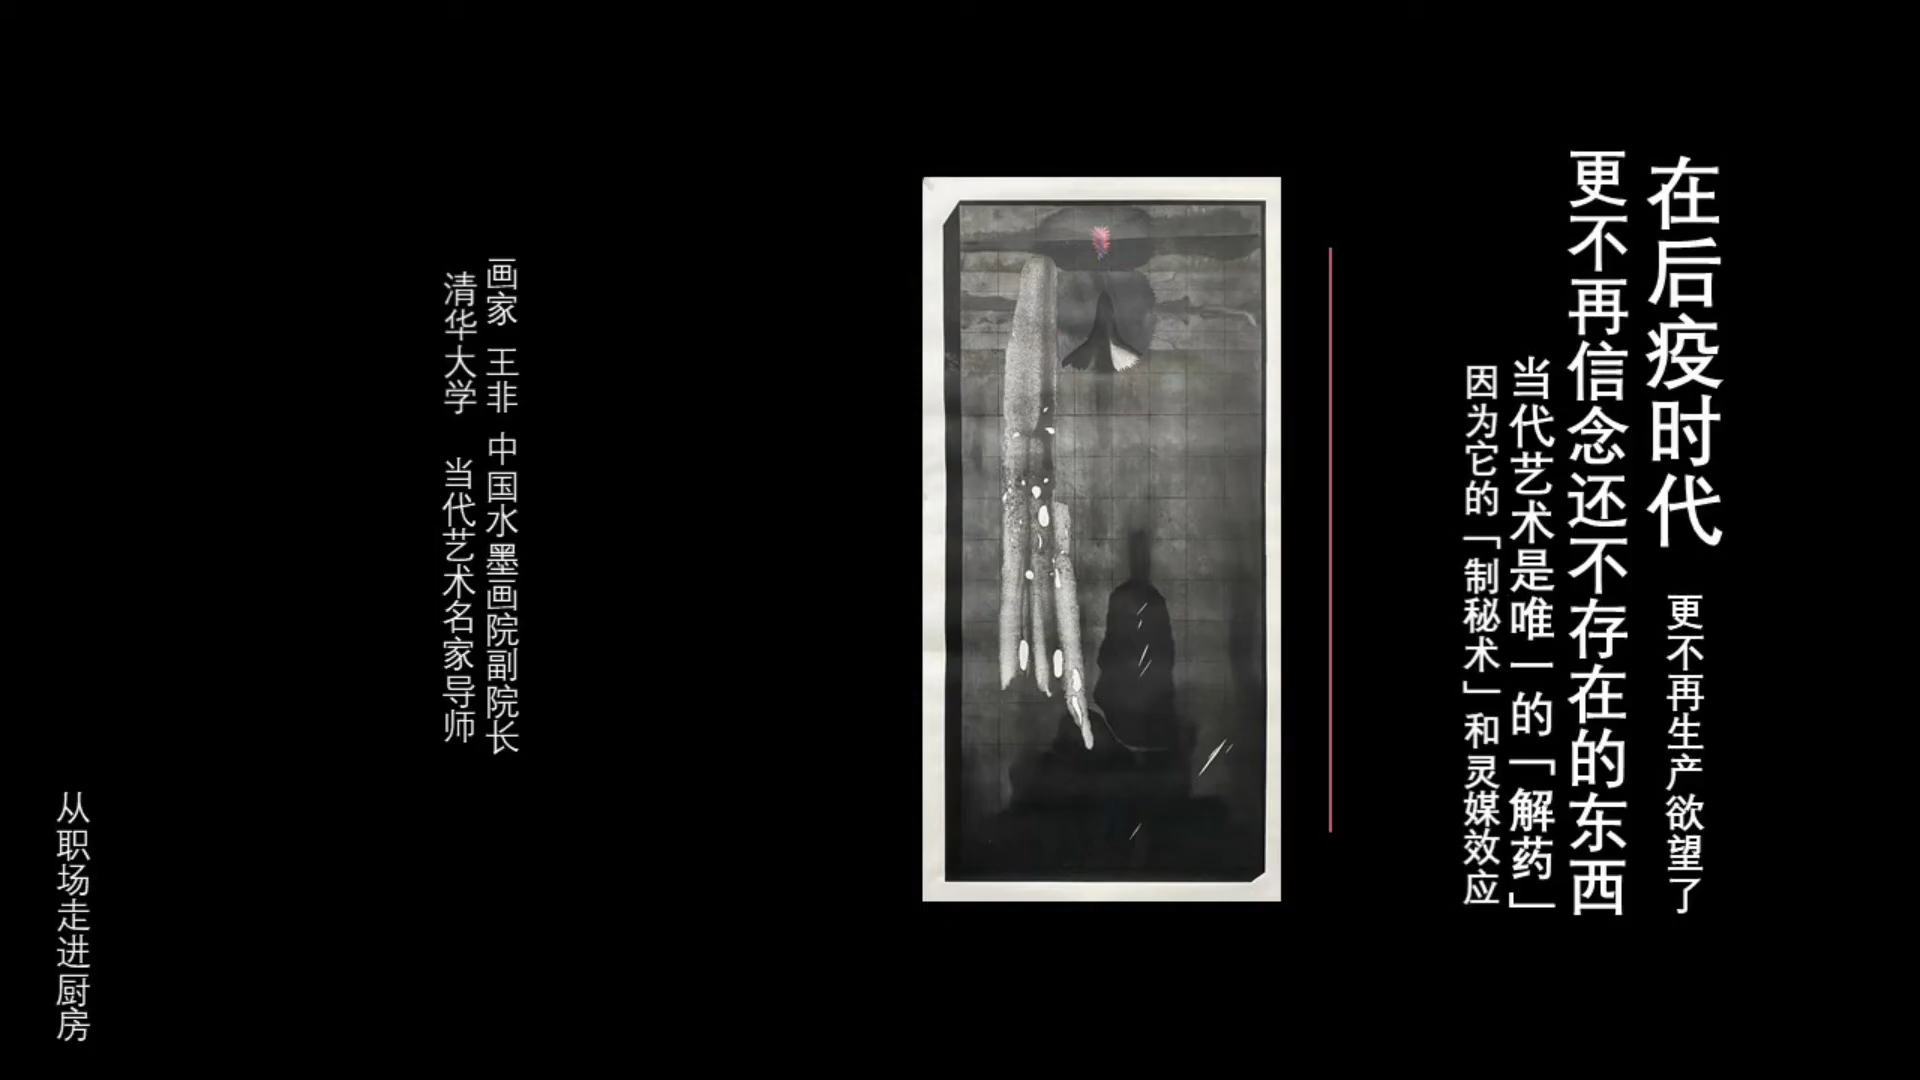 在后疫时代 更不再生产欲望了
更不再信念还不存在的东西
当代艺术是唯一的「解药」
因为它的「制秘术」和灵媒效应
画家 王非 中国水墨画院副院长
清华大学 当代艺术名家导师
从职场走进厨房